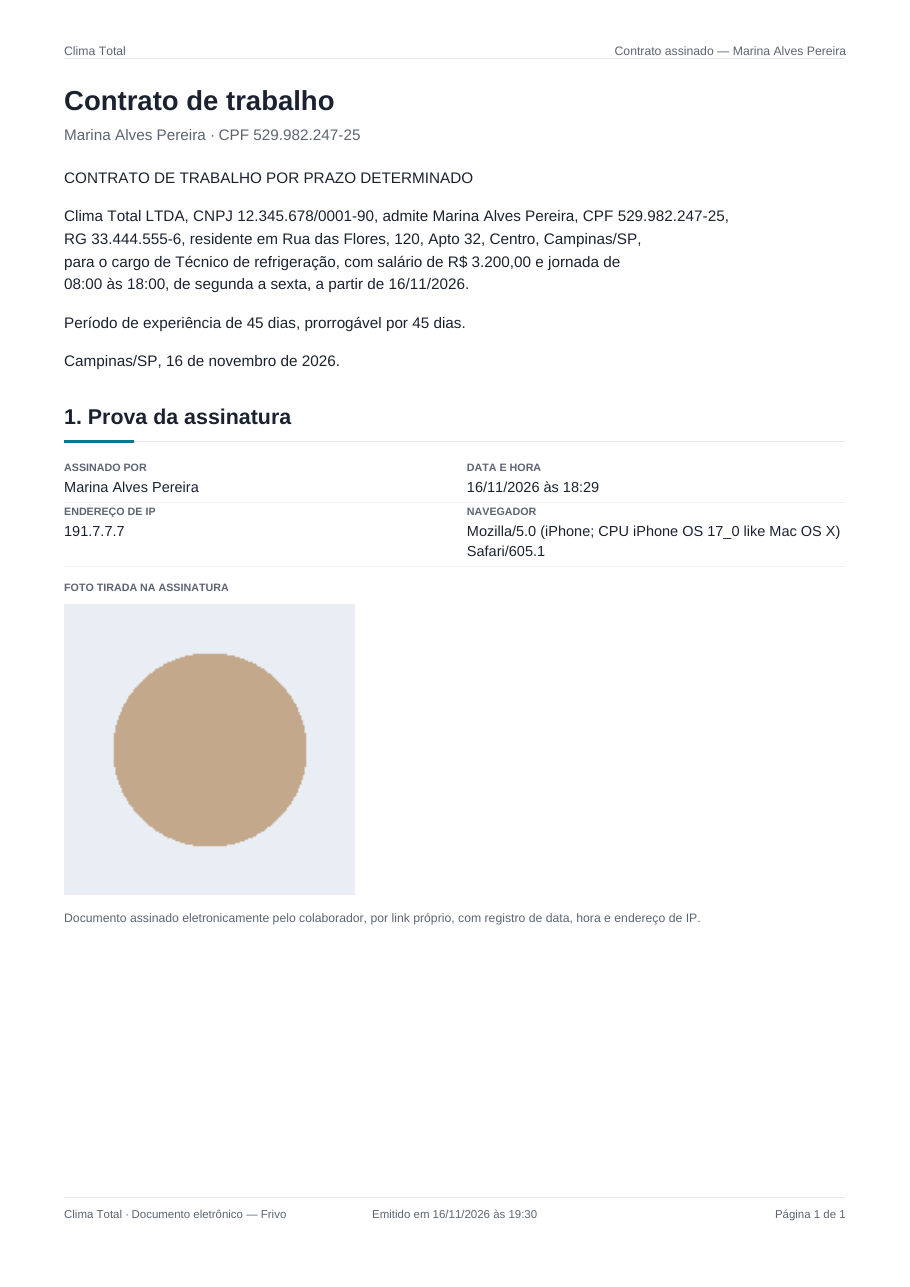 Clima Total
Contrato assinado — Marina Alves Pereira
Contrato de trabalho
Marina Alves Pereira · CPF 529.982.247-25
CONTRATO DE TRABALHO POR PRAZO DETERMINADO
Clima Total LTDA, CNPJ 12.345.678/0001-90, admite Marina Alves Pereira, CPF 529.982.247-25,
RG 33.444.555-6, residente em Rua das Flores, 120, Apto 32, Centro, Campinas/SP,
para o cargo de Técnico de refrigeração, com salário de R$ 3.200,00 e jornada de
08:00 às 18:00, de segunda a sexta, a partir de 16/11/2026.
Período de experiência de 45 dias, prorrogável por 45 dias.
Campinas/SP, 16 de novembro de 2026.
1. Prova da assinatura
ASSINADO POR
Marina Alves Pereira
DATA E HORA
16/11/2026 às 18:29
ENDEREÇO DE IP
191.7.7.7
NAVEGADOR
Mozilla/5.0 (iPhone; CPU iPhone OS 17_0 like Mac OS X)
Safari/605.1
FOTO TIRADA NA ASSINATURA
Documento assinado eletronicamente pelo colaborador, por link próprio, com registro de data, hora e endereço de IP.
Clima Total · Documento eletrônico — Frivo
Emitido em 16/11/2026 às 19:30
Página 1 de 1